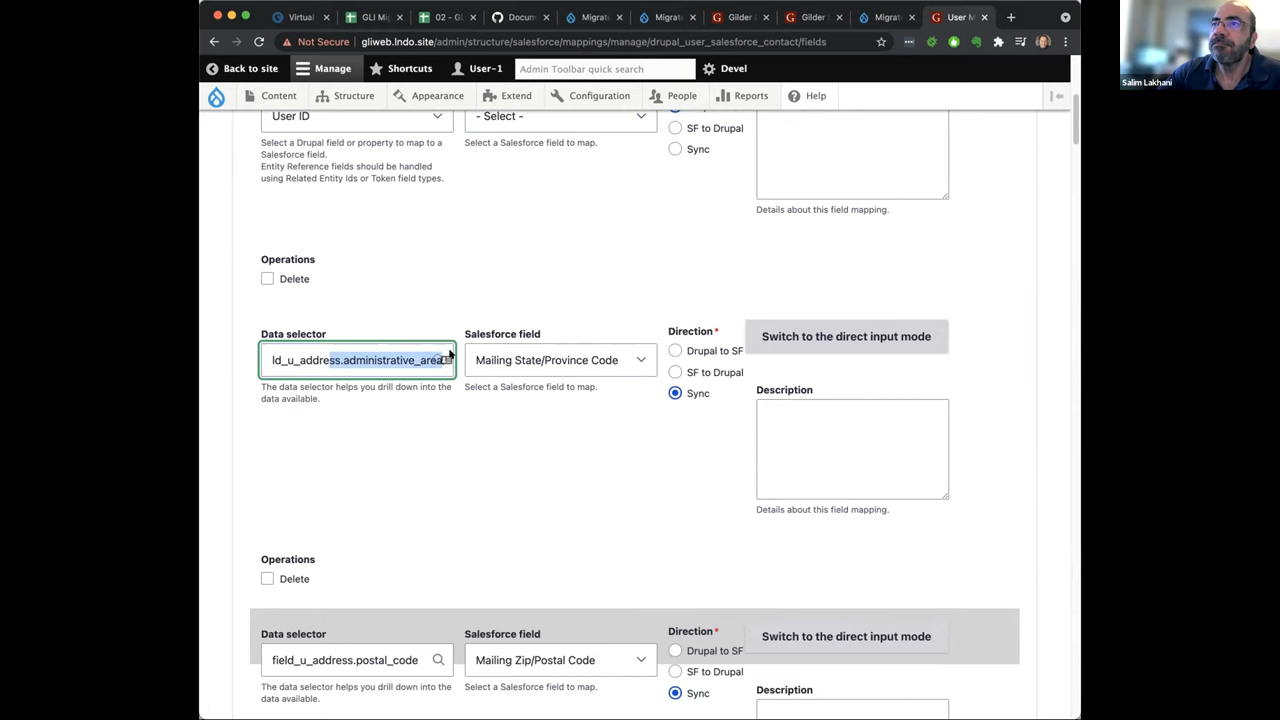 Virtual
GLI Mi
02 - GL
Docum
Migrat
Migrat
Gilder
Gilder
Migrat
User M
Not Secure
gliweb.lndo.site/admin/structure/salesforce/mappings/manage/drupal_user_salesforce_contact/fields
Back to site
Manage
Shortcuts
User-1
Admin Toolbar quick search
Devel
Salim Lakhani
Content
Structure
Appearance
Extend
Configuration
People
Reports
Help
User ID
- Select -
SF to Drupal
Sync
Select a Drupal field or property to map to a
Salesforce field.
Entity Reference fields should be handled
using Related Entity Ids or Token field types.
Select a Salesforce field to map.
Details about this field mapping.
Operations
Delete
Data selector
Salesforce field
Direction*
Switch to the direct input mode
ld_u_address.administrative_area
Mailing State/Province Code
Drupal to SF
SF to Drupal
Sync
The data selector helps you drill down into the
data available.
Select a Salesforce field to map.
Description
Details about this field mapping.
Operations
Delete
Data selector
Salesforce field
Direction*
Switch to the direct input mode
field_u_address.postal_code
Mailing Zip/Postal Code
Drupal to SF
SF to Drupal
Sync
The data selector helps you drill down into the
data available.
Select a Salesforce field to map.
Description